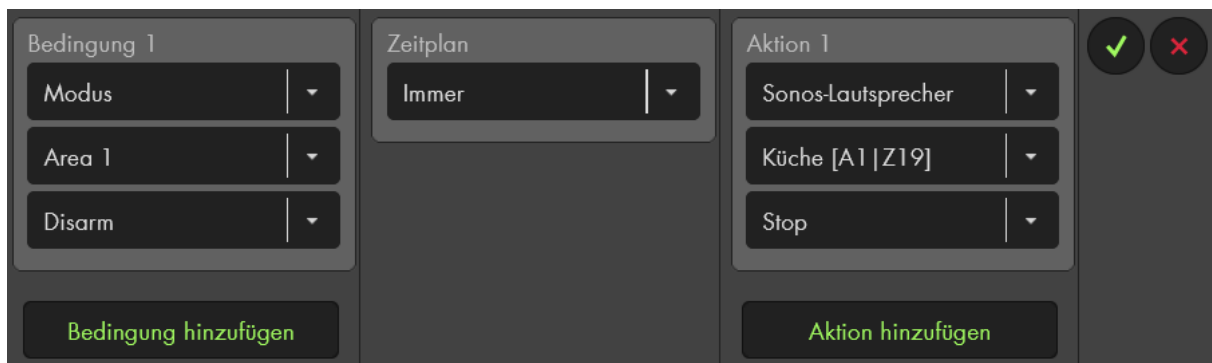 Bedingung 1
Modus
Area 1
Disarm
Bedingung hinzufügen
Zeitplan
Immer
Aktion 1
Sonos-Lautsprecher
Küche [A1|Z19]
Stop
Aktion hinzufügen